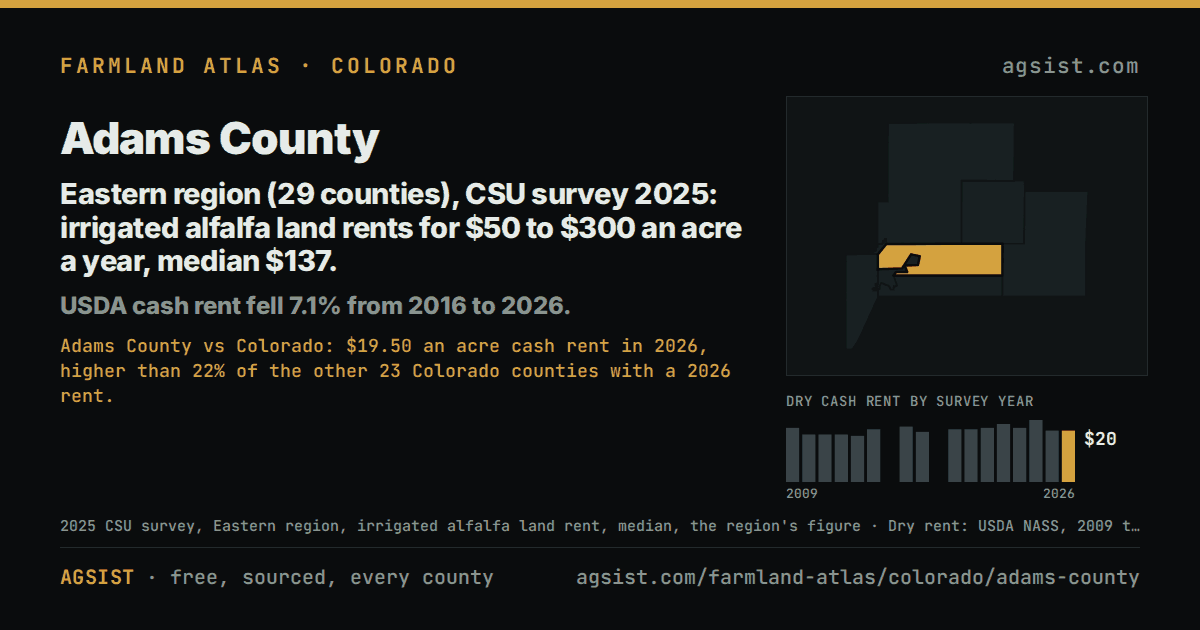 FARMLAND ATLAS · COLORADO
agsist.com
Adams County
Eastern region (29 counties), CSU survey 2025:
irrigated alfalfa land rents for $50 to $300 an acre
a year, median $137.
USDA cash rent fell 7.1% from 2016 to 2026.
Adams County vs Colorado: $19.50 an acre cash rent in 2026,
higher than 22% of the other 23 Colorado counties with a 2026
rent.
DRY CASH RENT BY SURVEY YEAR
$20
2009
2026
2025 CSU survey, Eastern region, irrigated alfalfa land rent, median, the region's figure · Dry rent: USDA NASS, 2009 t…
AGSIST · free, sourced, every county
agsist.com/farmland-atlas/colorado/adams-county